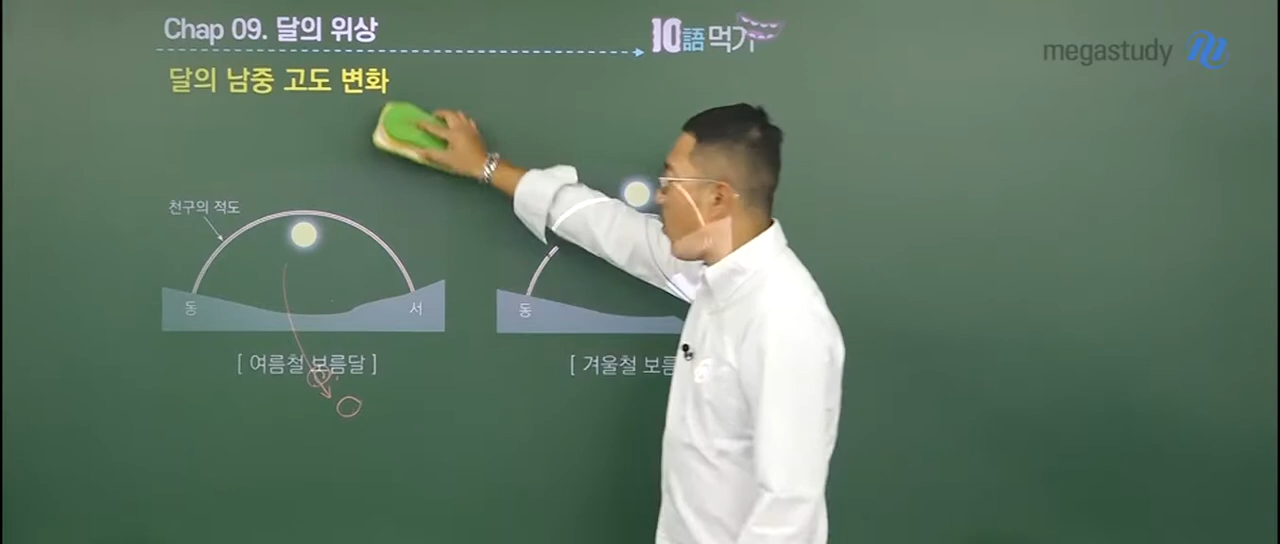 Chap 09. 달의 위상
10語먹기
megastudy
달의 남중 고도 변화
천구의 적도
동
서
동
[ 여름철 보름달 ]
[ 겨울철 보름